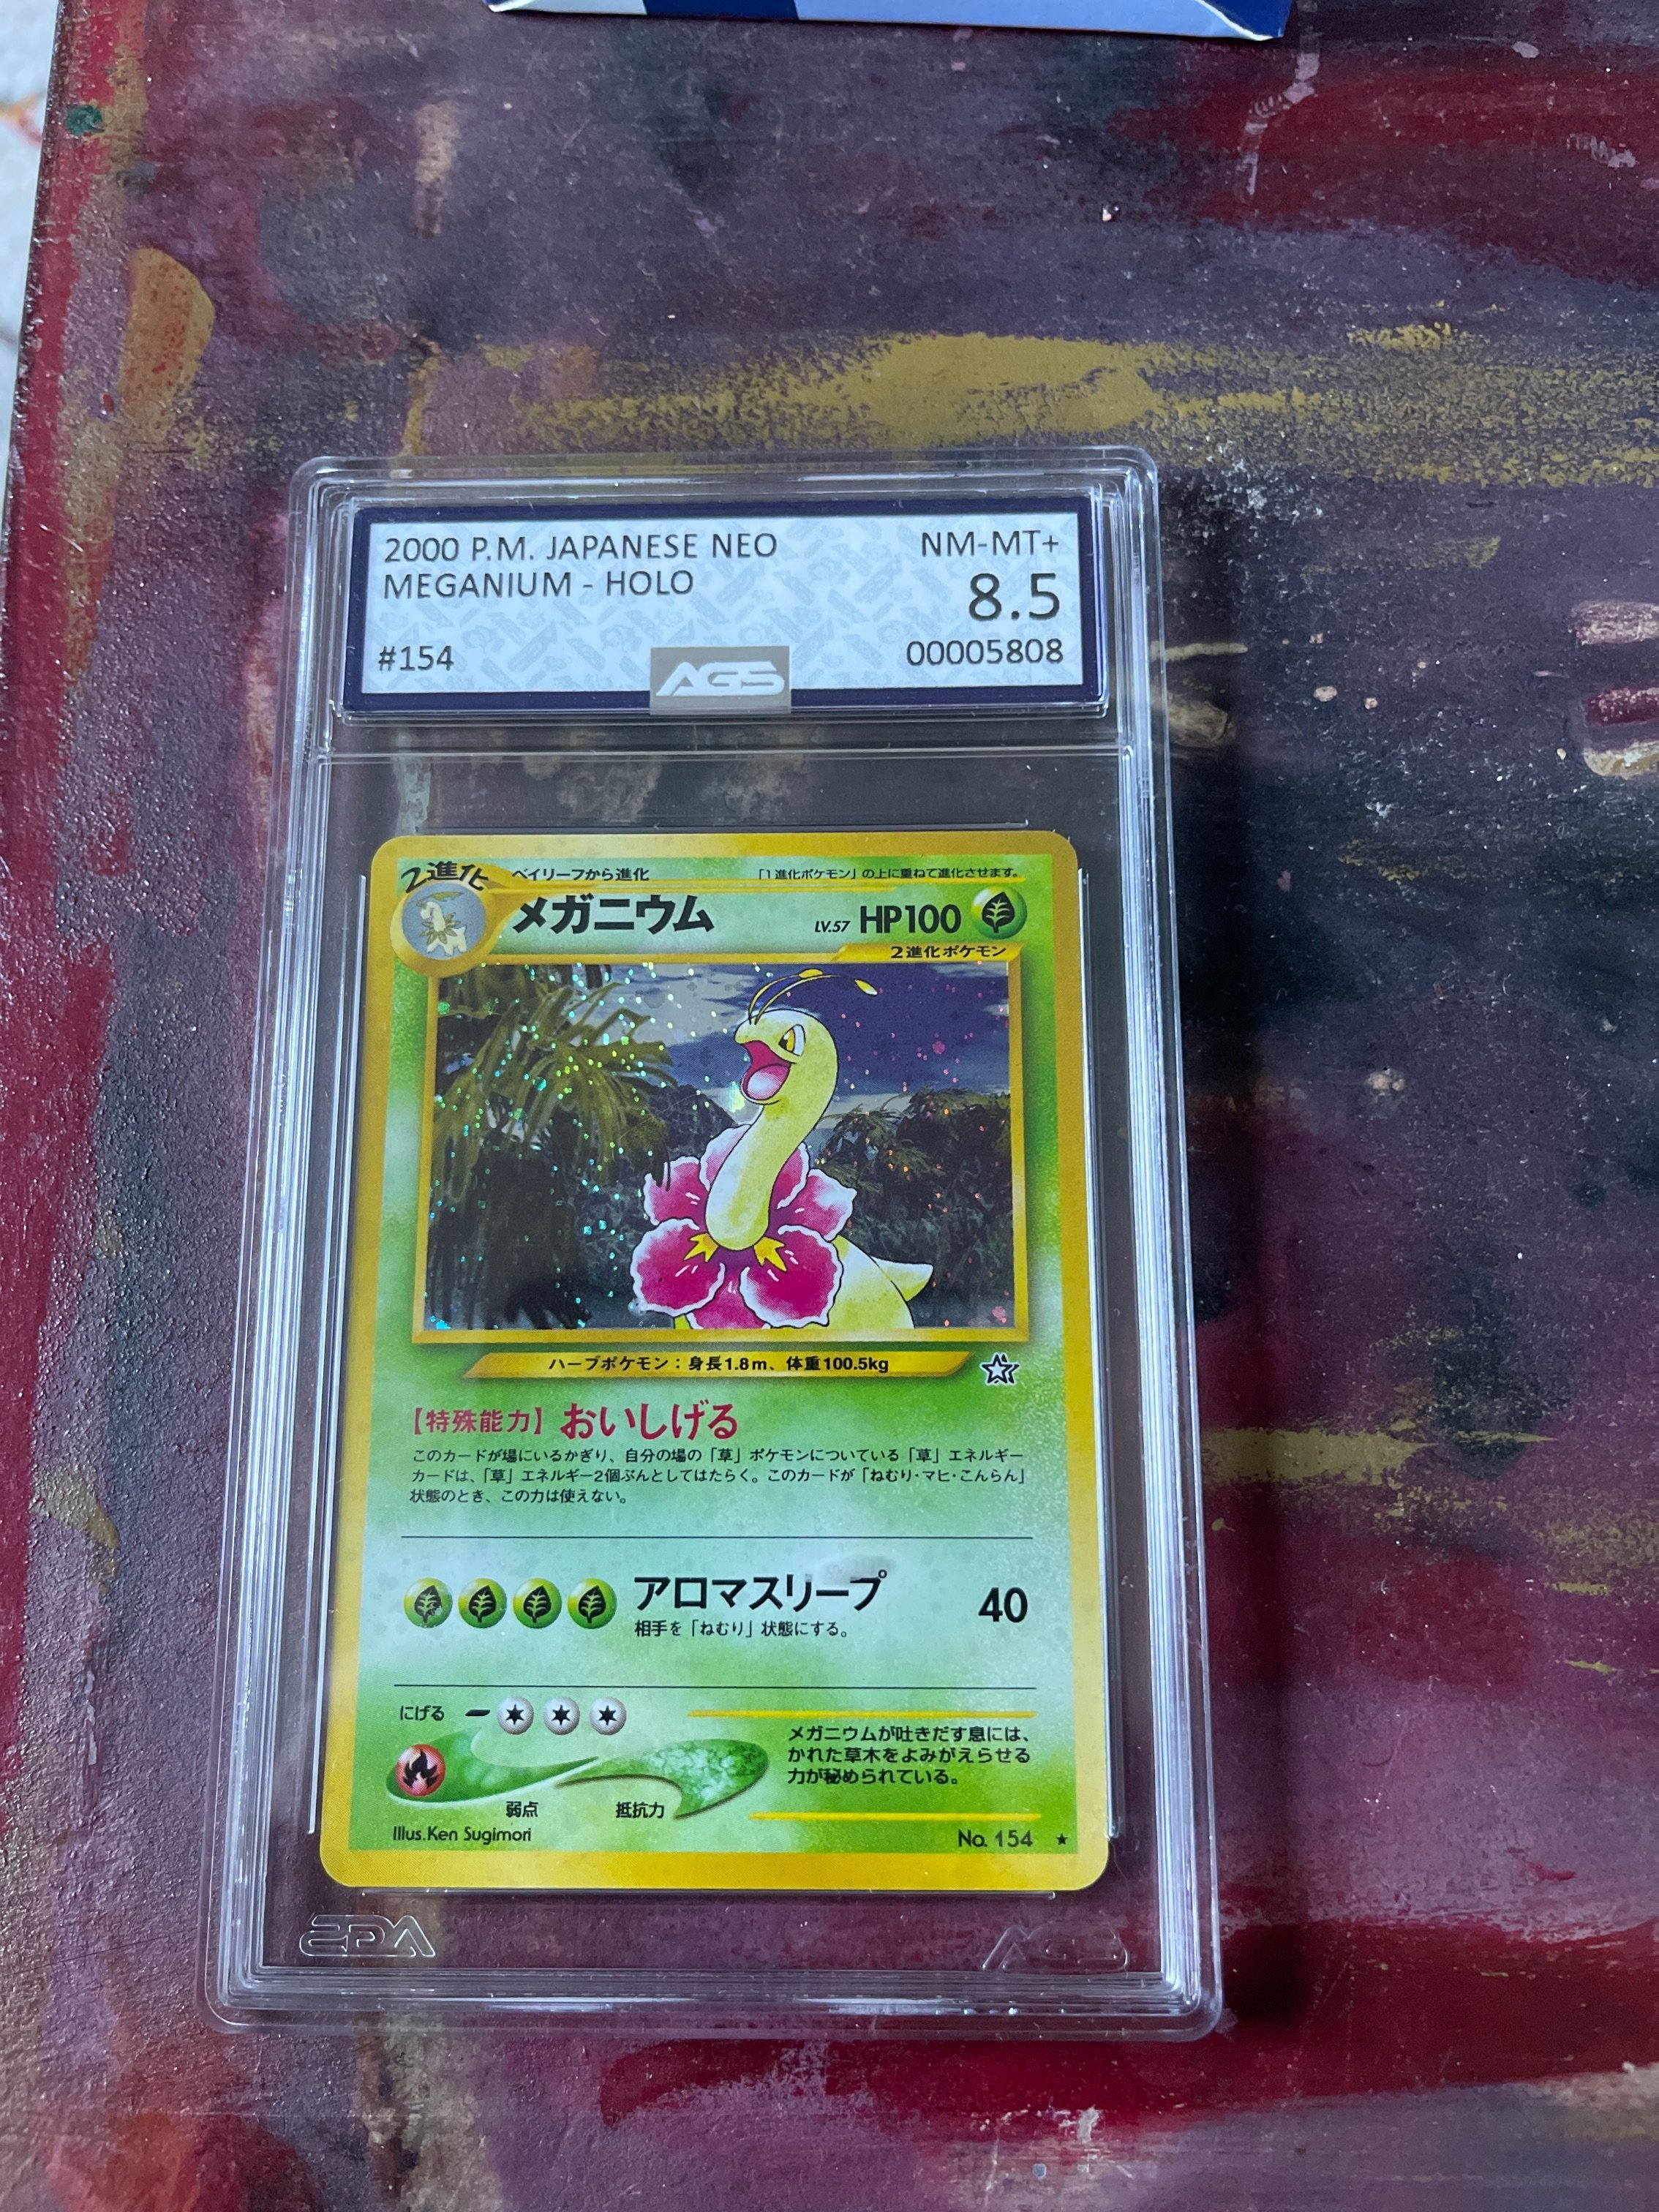 2000 P.M. JAPANESE NEO
MEGANIUM - HOLO
#154
NM-MT+
8.5
00005808
AGS
2進化
ベイリーフから進化
「1進化ポケモン」の上に重ねて進化させます。
メガニウム
LV.57 HP100
2進化ポケモン
ハーブポケモン：身長1.8m、体重100.5kg
【特殊能力】おいしげる
このカードが場にいるかぎり、自分の場の「草」ポケモンについている「草」エネルギー
カードは、「草」エネルギー2個ぶんとしてはたらく。このカードが「ねむり・マヒ・こんらん」
状態のとき、この力は使えない。
アロマスリープ 40
相手を「ねむり」状態にする。
にげる
メガニウムが吐きだす息には、
かれた草木をよみがえらせる
力が秘められている。
弱点 抵抗力
Illus.Ken Sugimori
No. 154 ★
AGS
AGS